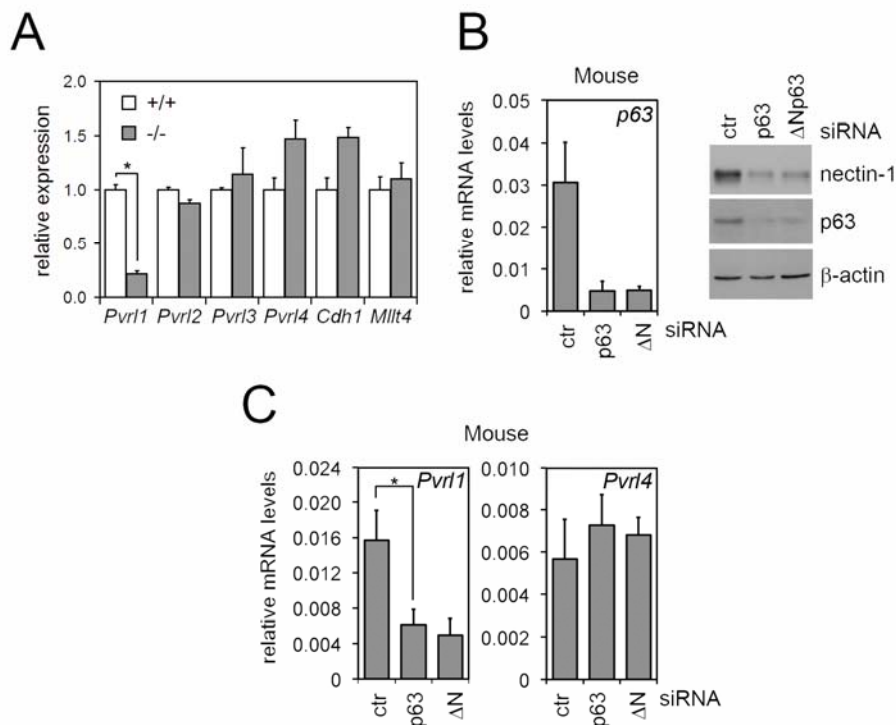 A
relative expression
2.0
1.5
1.0
0.5
0.0
+/+
-/-
*
Pvrl1 Pvrl2 Pvrl3 Pvrl4 Cdh1 Mllt4
B
Mouse
relative mRNA levels
0.05
0.04
0.03
0.02
0.01
0
p63
ctr p63 ΔN siRNA
ctr p63 ΔNp63 siRNA
nectin-1
p63
β-actin
C
Mouse
relative mRNA levels
0.024
0.020
0.016
0.012
0.008
0.004
0
Pvrl1
*
ctr p63 ΔN
0.010
0.008
0.006
0.004
0.002
0
Pvrl4
ctr p63 ΔN siRNA